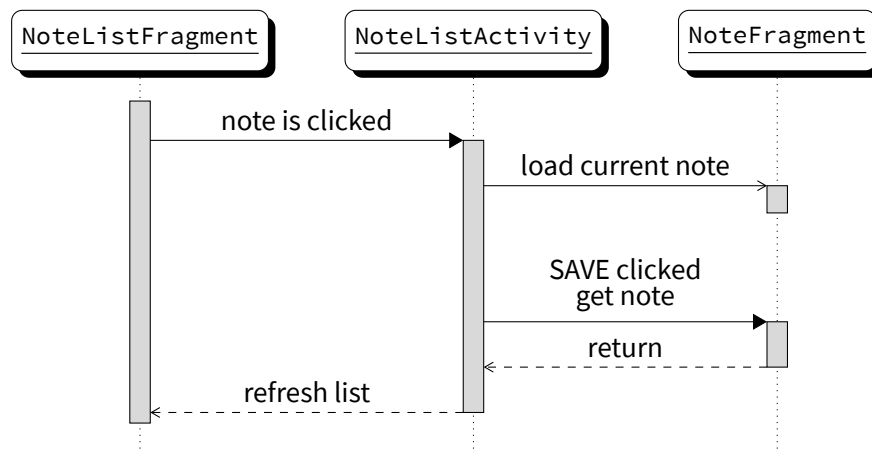 NoteListFragment
NoteListActivity
NoteFragment
note is clicked
load current note
SAVE clicked
get note
return
refresh list